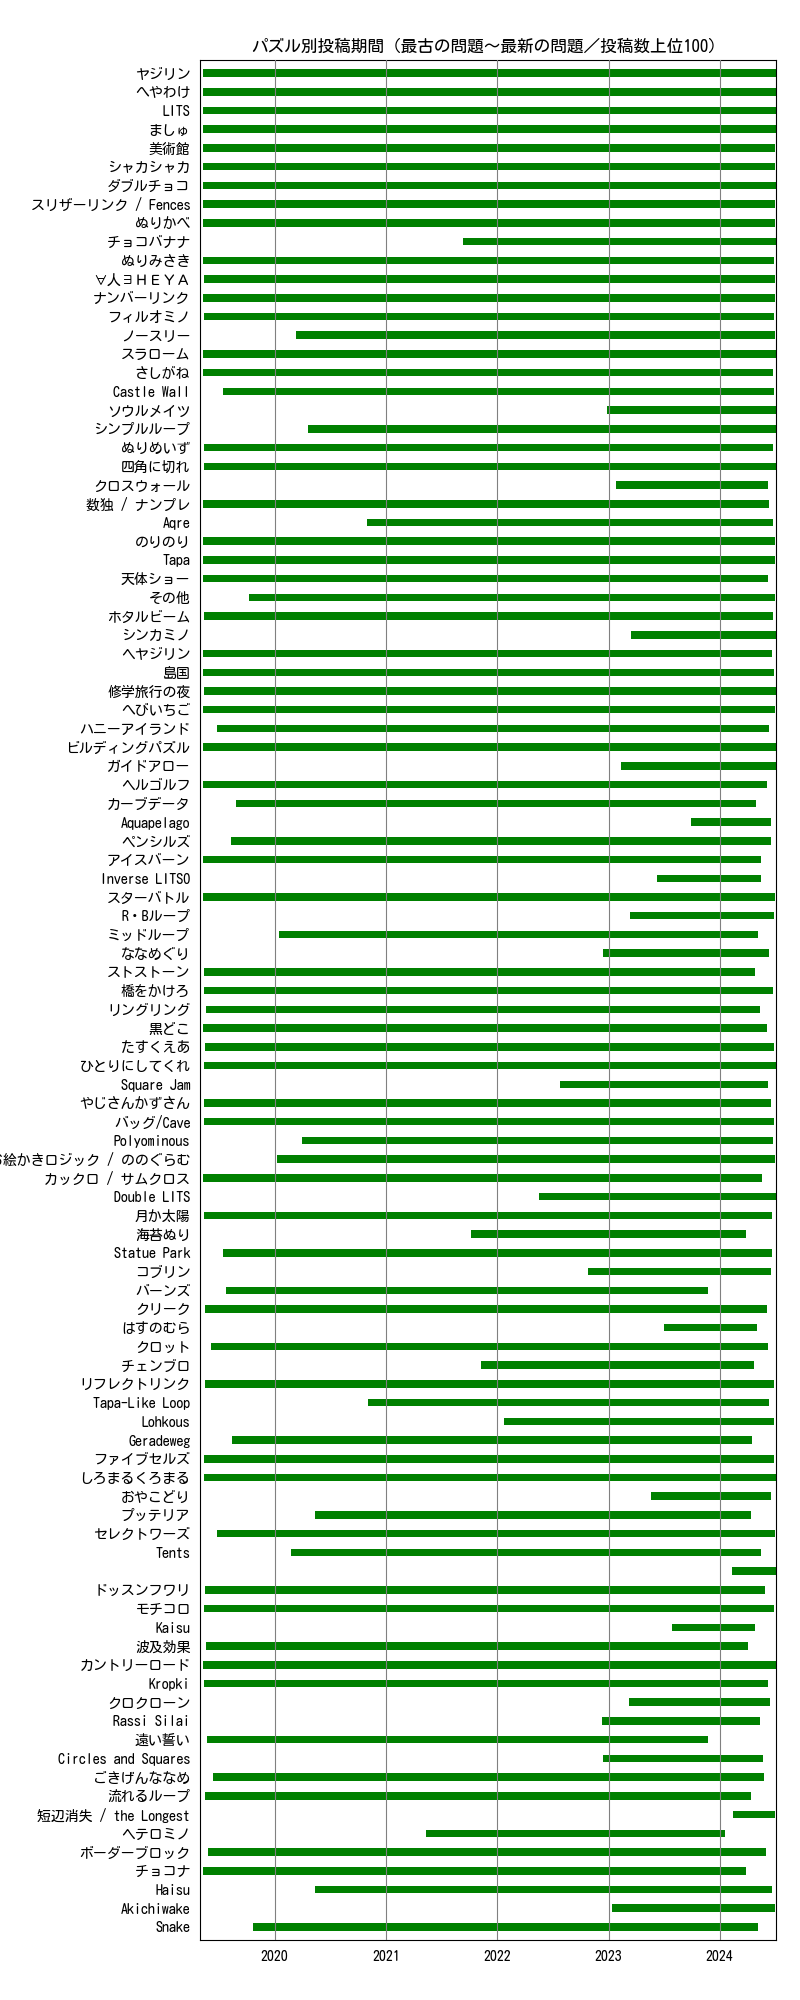 パズル別投稿期間（最古の問題～最新の問題／投稿数上位100）
ヤジリン
へやわけ
LITS
ましゅ
美術館
シャカシャカ
ダブルチョコ
スリザーリンク / Fences
ぬりかべ
チョコバナナ
ぬりみさき
∀人∃ＨＥＹＡ
ナンバーリンク
フィルオミノ
ノースリー
スラローム
さしがね
Castle Wall
ソウルメイツ
シンプルループ
ぬりめいず
四角に切れ
クロスウォール
数独 / ナンプレ
Aqre
のりのり
Tapa
天体ショー
その他
ホタルビーム
シンカミノ
ヘヤジリン
島国
修学旅行の夜
へびいちご
ハニーアイランド
ビルディングパズル
ガイドアロー
ヘルゴルフ
カーブデータ
Aquapelago
ペンシルズ
アイスバーン
Inverse LITSO
スターバトル
R・Bループ
ミッドループ
ななめぐり
ストストーン
橋をかけろ
リングリング
黒どこ
たすくえあ
ひとりにしてくれ
Square Jam
やじさんかずさん
バッグ/Cave
Polyominous
絵かきロジック / ののぐらむ
カックロ / サムクロス
Double LITS
月か太陽
海苔ぬり
Statue Park
コブリン
バーンズ
クリーク
はすのむら
クロット
チェンブロ
リフレクトリンク
Tapa-Like Loop
Lohkous
Geradeweg
ファイブセルズ
しろまるくろまる
おやこどり
プッテリア
セレクトワーズ
Tents
ドッスンフワリ
モチコロ
Kaisu
波及効果
カントリーロード
Kropki
クロクローン
Rassi Silai
遠い誓い
Circles and Squares
ごきげんななめ
流れるループ
短辺消失 / the Longest
ヘテロミノ
ボーダーブロック
チョコナ
Haisu
Akichiwake
Snake
2020 2021 2022 2023 2024